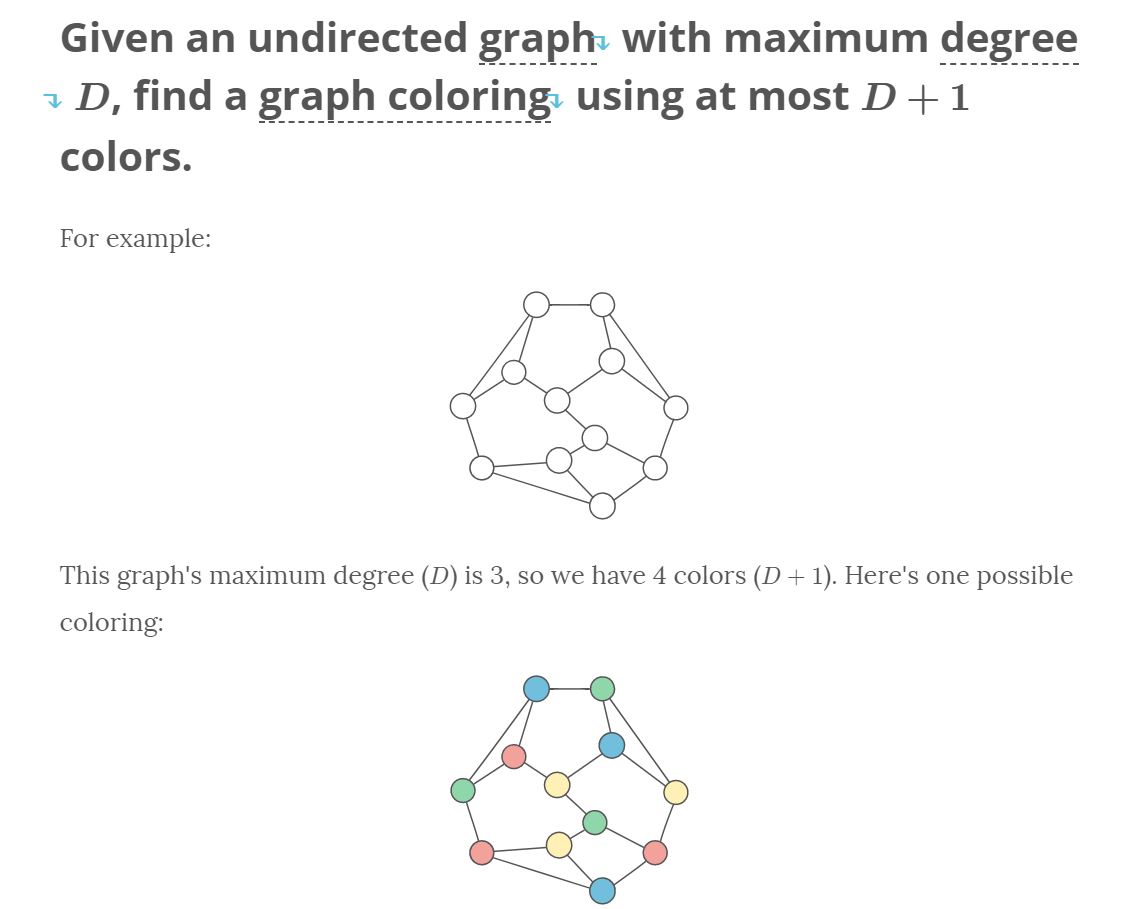 Given an undirected graph with maximum degree
D, find a graph coloring using at most D + 1
colors.
For example:
This graph's maximum degree (D) is 3, so we have 4 colors (D + 1). Here's one possible
coloring: